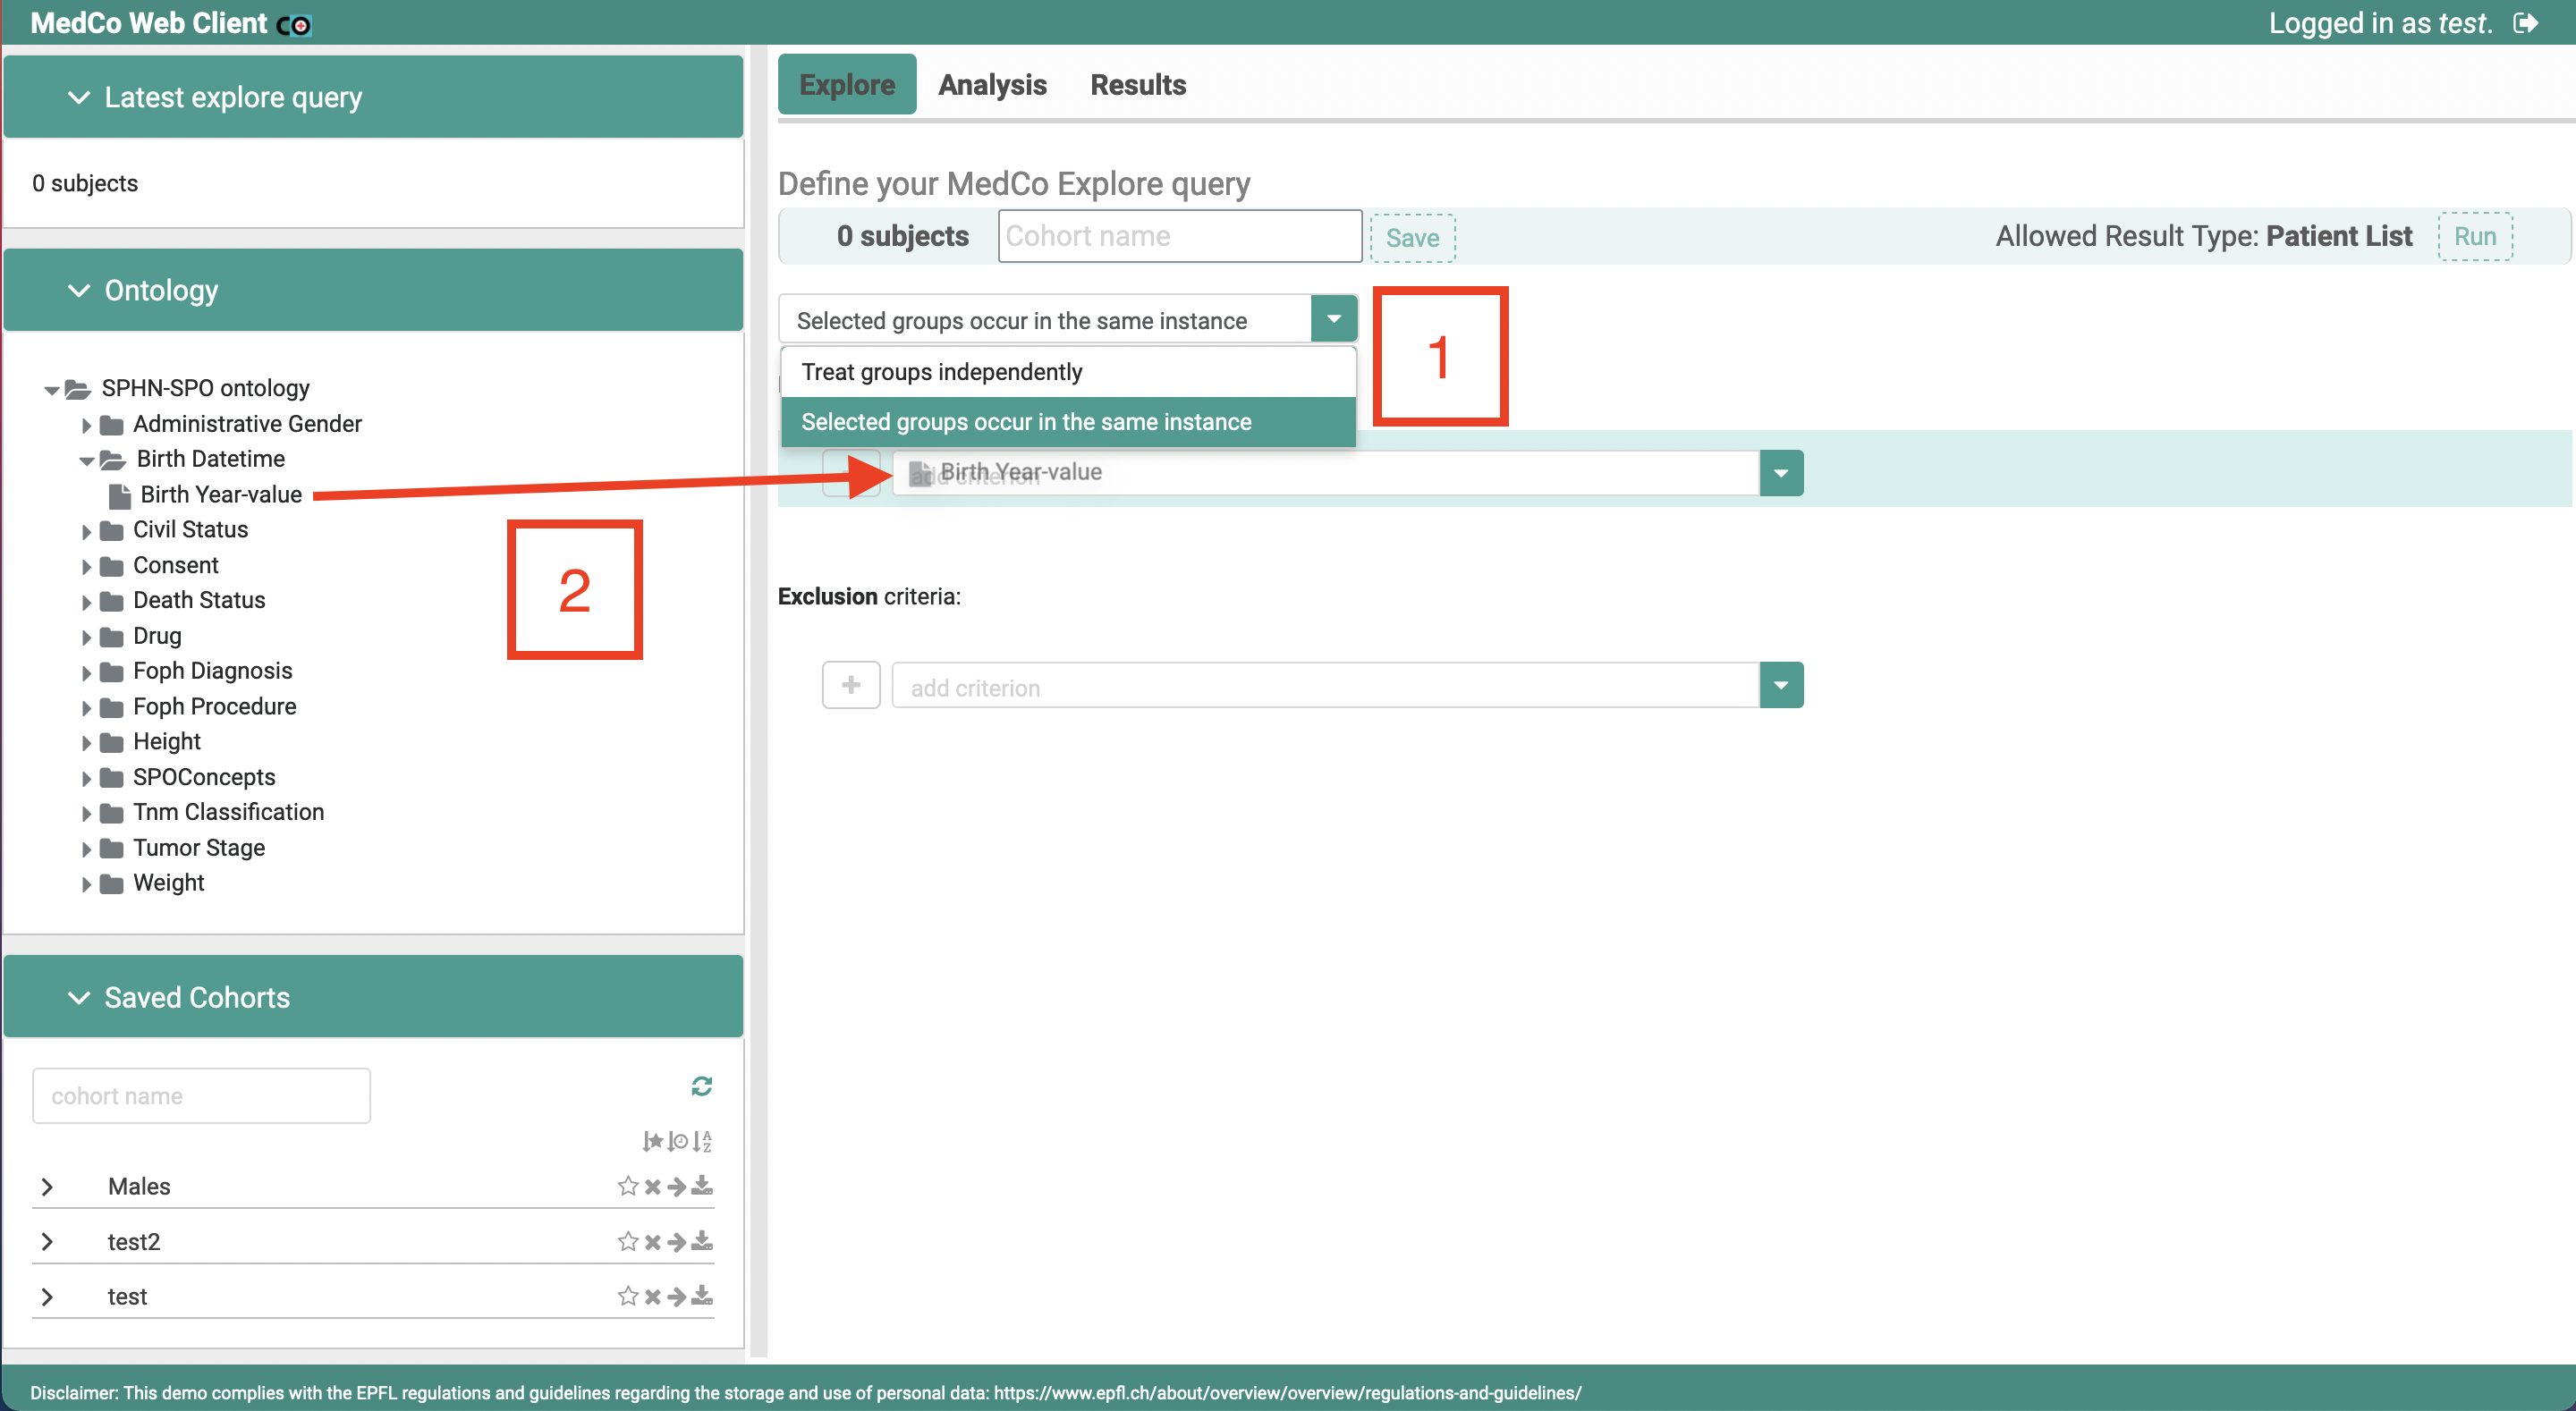 MedCo Web Client
Logged in as test.
Latest explore query
0 subjects
Ontology
SPHN-SPO ontology
Administrative Gender
Birth Datetime
Birth Year-value
Civil Status
Consent
Death Status
Drug
Foph Diagnosis
Foph Procedure
Height
SPOConcepts
Tnm Classification
Tumor Stage
Weight
2
Saved Cohorts
cohort name
Males
test2
test
Explore Analysis Results
Define your MedCo Explore query
0 subjects Cohort name Save Allowed Result Type: Patient List Run
Selected groups occur in the same instance
1
Treat groups independently
Selected groups occur in the same instance
Birth Year-value
add criterion
Exclusion criteria:
add criterion
Disclaimer: This demo complies with the EPFL regulations and guidelines regarding the storage and use of personal data: https://www.epfl.ch/about/overview/overview/regulations-and-guidelines/